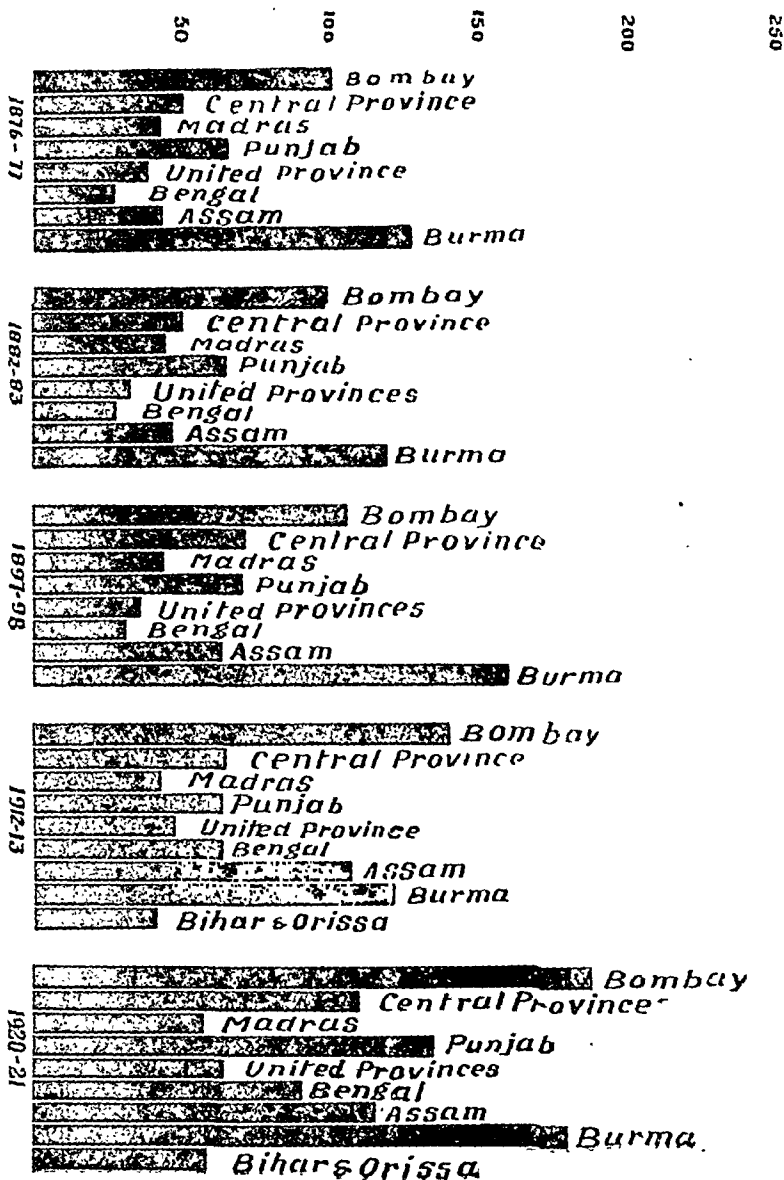 50
100
150
200
250
1876-77
Bombay
Central Province
Madras
Punjab
United Province
Bengal
Assam
Burma
1882-83
Bombay
Central Province
Madras
Punjab
United Provinces
Bengal
Assam
Burma
1897-98
Bombay
Central Province
Madras
Punjab
United Provinces
Bengal
Assam
Burma
1912-13
Bombay
Central Province
Madras
Punjab
United Province
Bengal
Assam
Burma
Bihar & Orissa
1920-21
Bombay
Central Province
Madras
Punjab
United Provinces
Bengal
Assam
Burma
Bihar & Orissa